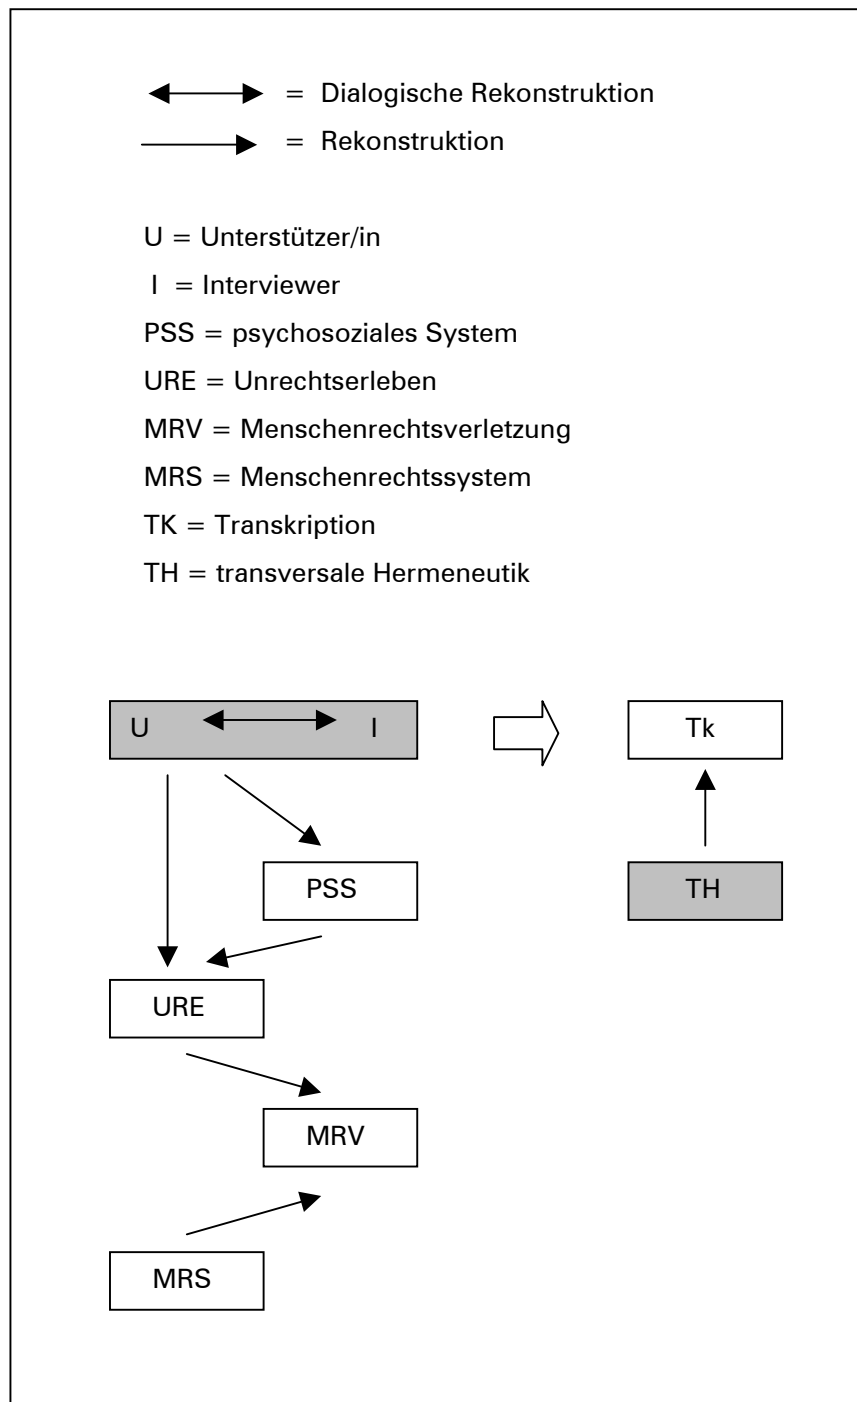 = Dialogische Rekonstruktion
= Rekonstruktion
U = Unterstützer/in
I = Interviewer
PSS = psychosoziales System
URE = Unrechtserleben
MRV = Menschenrechtsverletzung
MRS = Menschenrechtssystem
TK = Transkription
TH = transversale Hermeneutik
U I Tk
PSS TH
URE
MRV
MRS